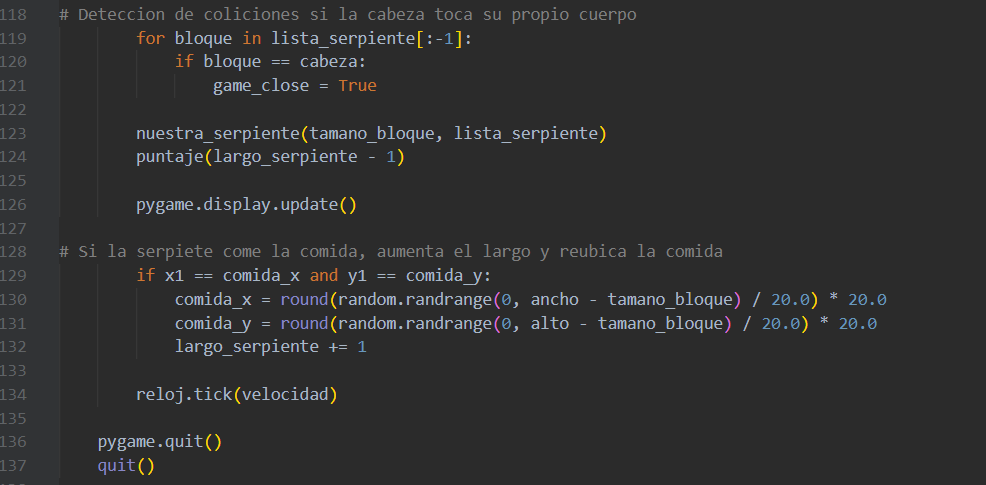 118 # Deteccion de coliciones si la cabeza toca su propio cuerpo
119 for bloque in lista_serpiente[:-1]:
120 if bloque == cabeza:
121 game_close = True
122
123 nuestra_serpiente(tamano_bloque, lista_serpiente)
124 puntaje(largo_serpiente - 1)
125
126 pygame.display.update()
127
128 # Si la serpiete come la comida, aumenta el largo y reubica la comida
129 if x1 == comida_x and y1 == comida_y:
130 comida_x = round(random.randrange(0, ancho - tamano_bloque) / 20.0) * 20.0
131 comida_y = round(random.randrange(0, alto - tamano_bloque) / 20.0) * 20.0
132 largo_serpiente += 1
133
134 reloj.tick(velocidad)
135
136 pygame.quit()
137 quit()